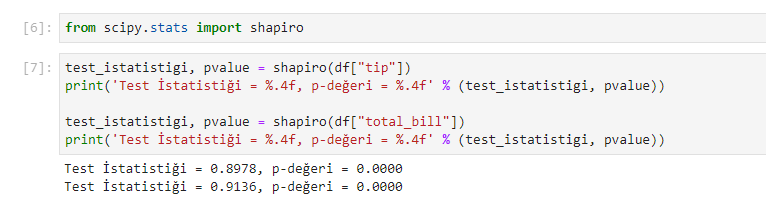 [6]: from scipy.stats import shapiro
[7]: test_istatistigi, pvalue = shapiro(df["tip"])
print('Test İstatistiği = %.4f, p-değeri = %.4f' % (test_istatistigi, pvalue))
test_istatistigi, pvalue = shapiro(df["total_bill"])
print('Test İstatistiği = %.4f, p-değeri = %.4f' % (test_istatistigi, pvalue))
Test İstatistiği = 0.8978, p-değeri = 0.0000
Test İstatistiği = 0.9136, p-değeri = 0.0000